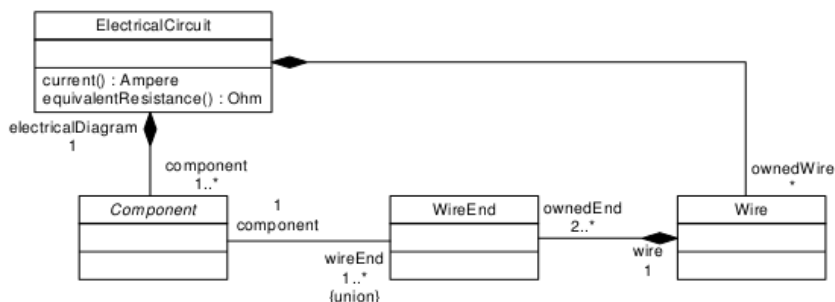 ElectricalCircuit
current() : Ampere
equivalentResistance() : Ohm
electricalDiagram
1
component
1..*
ownedWire
*
Component
1
component
wireEnd
1..*
{union}
WireEnd
ownedEnd
2..*
wire
1
Wire